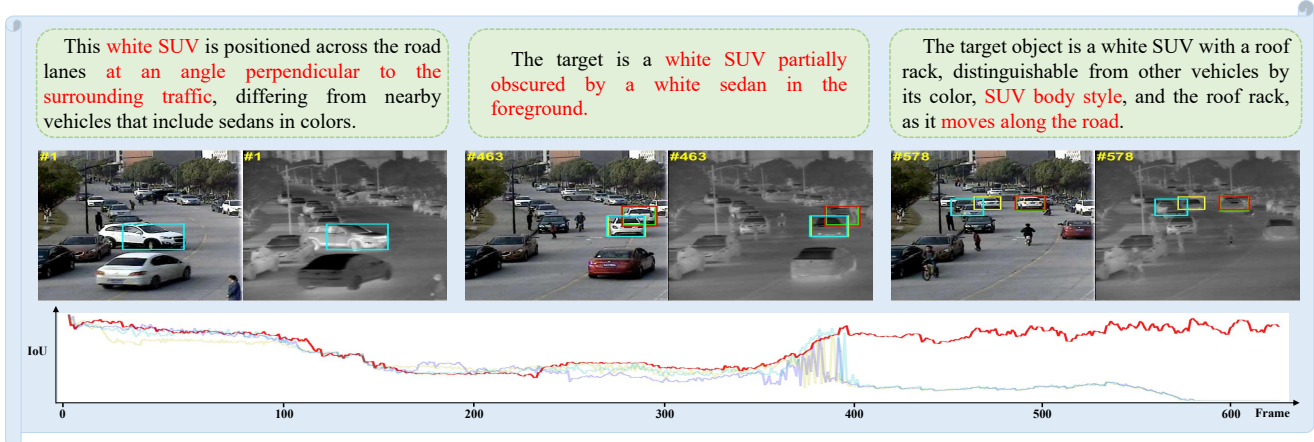 This white SUV is positioned across the road
lanes at an angle perpendicular to the
surrounding traffic, differing from nearby
vehicles that include sedans in colors.
The target is a white SUV partially
obscured by a white sedan in the
foreground.
The target object is a white SUV with a roof
rack, distinguishable from other vehicles by
its color, SUV body style, and the roof rack,
as it moves along the road.
#1
#1
#463
#463
#578
#578
IoU
0
100
200
300
400
500
600
Frame